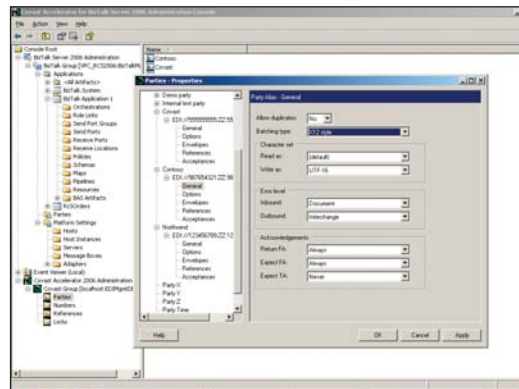 Covast Accelerator for BizTalk Server 2006 Administration Console
File Action View Help
Console Root
BizTalk Server 2006 Administration
BizTalk Group
Applications
<All Artifacts>
BizTalk.System
BizTalk Application 1
Orchestrations
Role Links
Send Port Groups
Send Ports
Receive Ports
Receive Locations
Policies
Schemas
Maps
Pipelines
Resources
BAS Artifacts
Parties
Platform Settings
Hosts
Host Instances
Servers
Message Boxes
Adapters
Event Viewer (Local)
Covast Accelerator 2006 Administration
Covast Group
Parties
Numbers
References
Locks
Name
Contoso
Covast
Parties - Properties
Demo party
Internal test party
Covast
General
Options
Envelopes
References
Acceptances
Contoso
General
Options
Envelopes
References
Acceptances
Northwind
General
Options
Envelopes
References
Acceptances
Party X
Party Y
Party Z
Party Time
Party Alias - General
Allow duplicates: No
Batching type: X12 style
Character set
Read as: (default)
Write as: UTF-16
Error level
Inbound: Document
Outbound: Interchange
Acknowledgements
Return FA: Always
Expect FA: Always
Expect TA: Never
Help
OK
Cancel
Apply